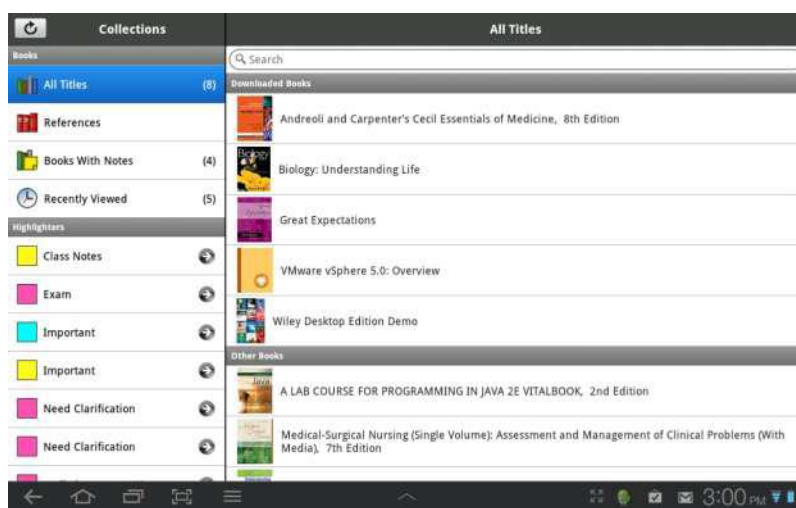 Collections
Books
All Titles (8)
References
Books With Notes (4)
Recently Viewed (5)
Highlighters
Class Notes
Exam
Important
Important
Need Clarification
Need Clarification
All Titles
Search
Downloaded Books
Andreoli and Carpenter's Cecil Essentials of Medicine, 8th Edition
Biology
Biology: Understanding Life
Great Expectations
VMware vSphere 5.0: Overview
Wiley Desktop Edition Demo
Other Books
Java
A LAB COURSE FOR PROGRAMMING IN JAVA 2E VITALBOOK, 2nd Edition
Medical-Surgical Nursing (Single Volume): Assessment and Management of Clinical Problems (With
Media), 7th Edition
3:00 PM